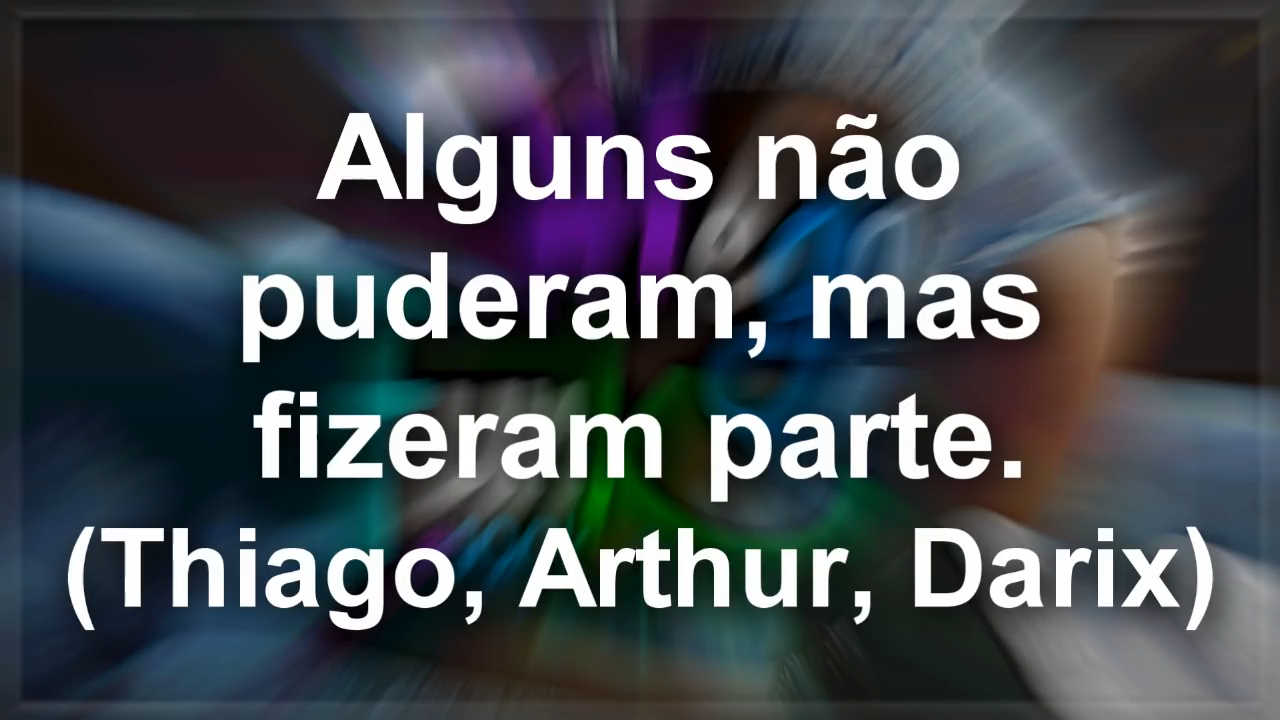 Alguns não
puderam, mas
fizeram parte.
(Thiago, Arthur, Darix)